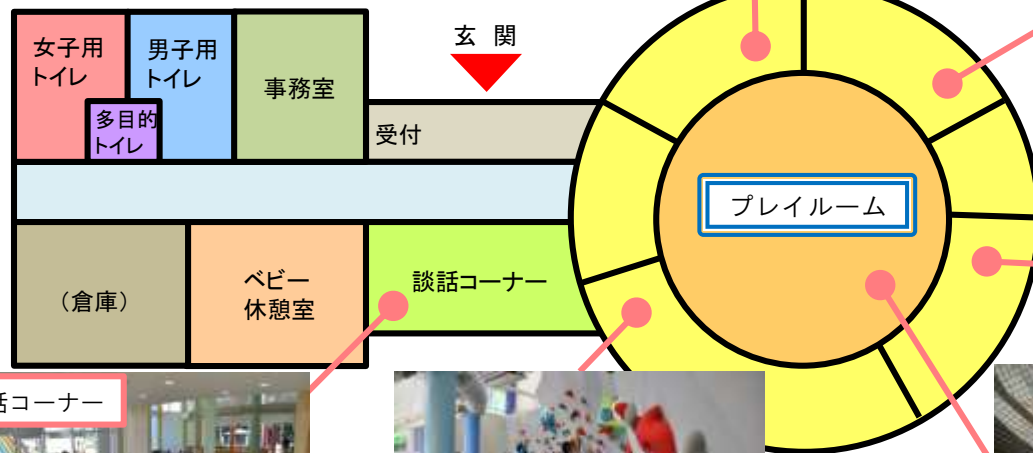 女子用
トイレ
男子用
トイレ
多目的
トイレ
事務室
玄 関
受付
プレイルーム
(倉庫)
ベビー
休憩室
談話コーナー
話コーナー